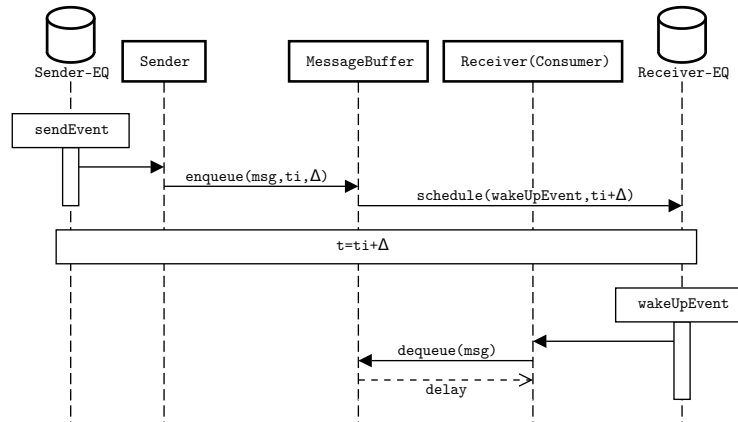 Sender-EQ
Sender
MessageBuffer
Receiver(Consumer)
Receiver-EQ
sendEvent
enqueue(msg,ti,Δ)
schedule(wakeUpEvent,ti+Δ)
t=ti+Δ
wakeUpEvent
dequeue(msg)
delay